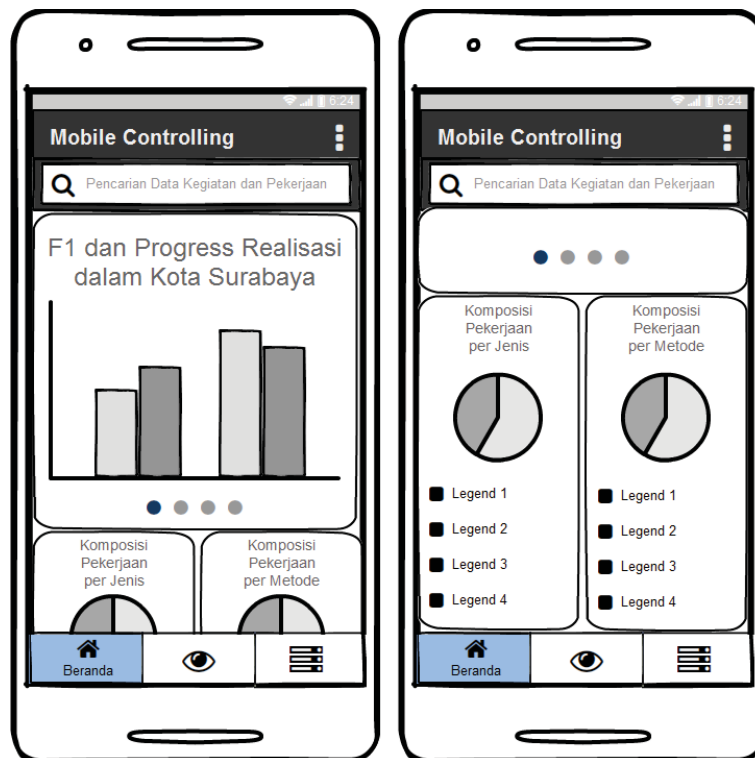 6:24
Mobile Controlling
Pencarian Data Kegiatan dan Pekerjaan
F1 dan Progress Realisasi
dalam Kota Surabaya
Komposisi
Pekerjaan
per Jenis
Komposisi
Pekerjaan
per Metode
Beranda
6:24
Mobile Controlling
Pencarian Data Kegiatan dan Pekerjaan
Komposisi
Pekerjaan
per Jenis
Legend 1
Legend 2
Legend 3
Legend 4
Komposisi
Pekerjaan
per Metode
Legend 1
Legend 2
Legend 3
Legend 4
Beranda